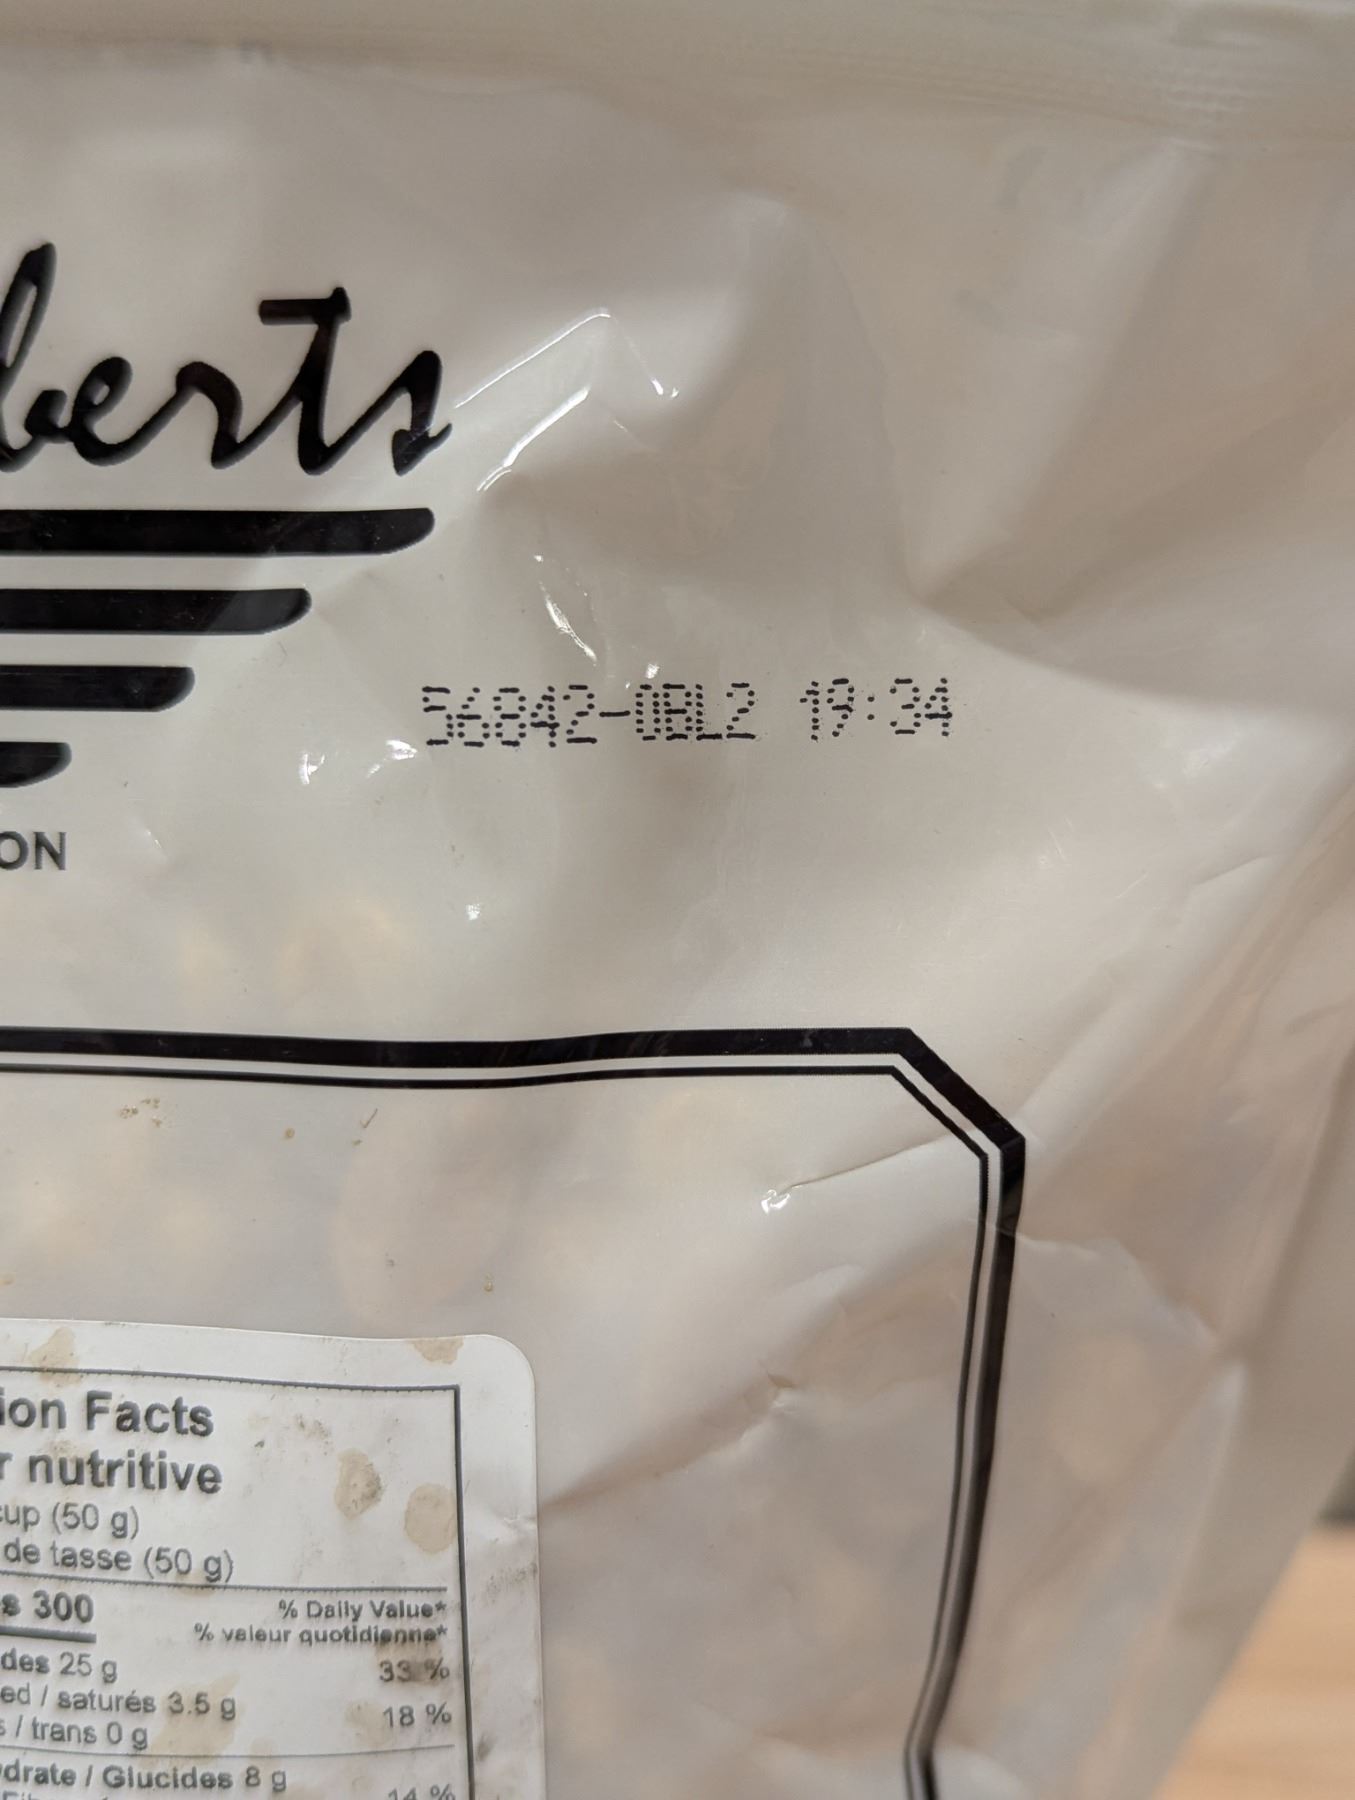 berts
56842-0BL2 19:34
ON
ion Facts
r nutritive
cup (50 g)
de tasse (50 g)
s 300
% Daily Value*
% valeur quotidienne*
des 25 g
33 %
ed / saturés 3.5 g
18 %
s / trans 0 g
drate / Glucides 8 g
14 %